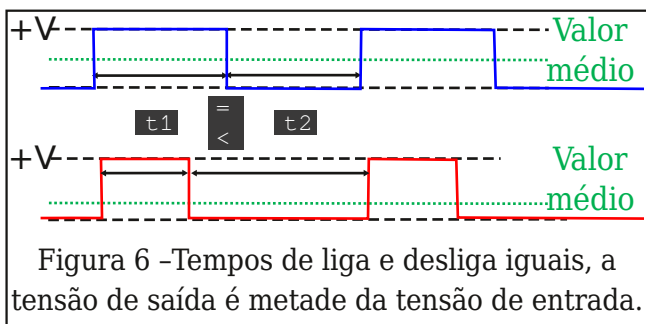 +V Valor
médio
t1 = t2
<
+V Valor
médio
Figura 6 –Tempos de liga e desliga iguais, a
tensão de saída é metade da tensão de entrada.